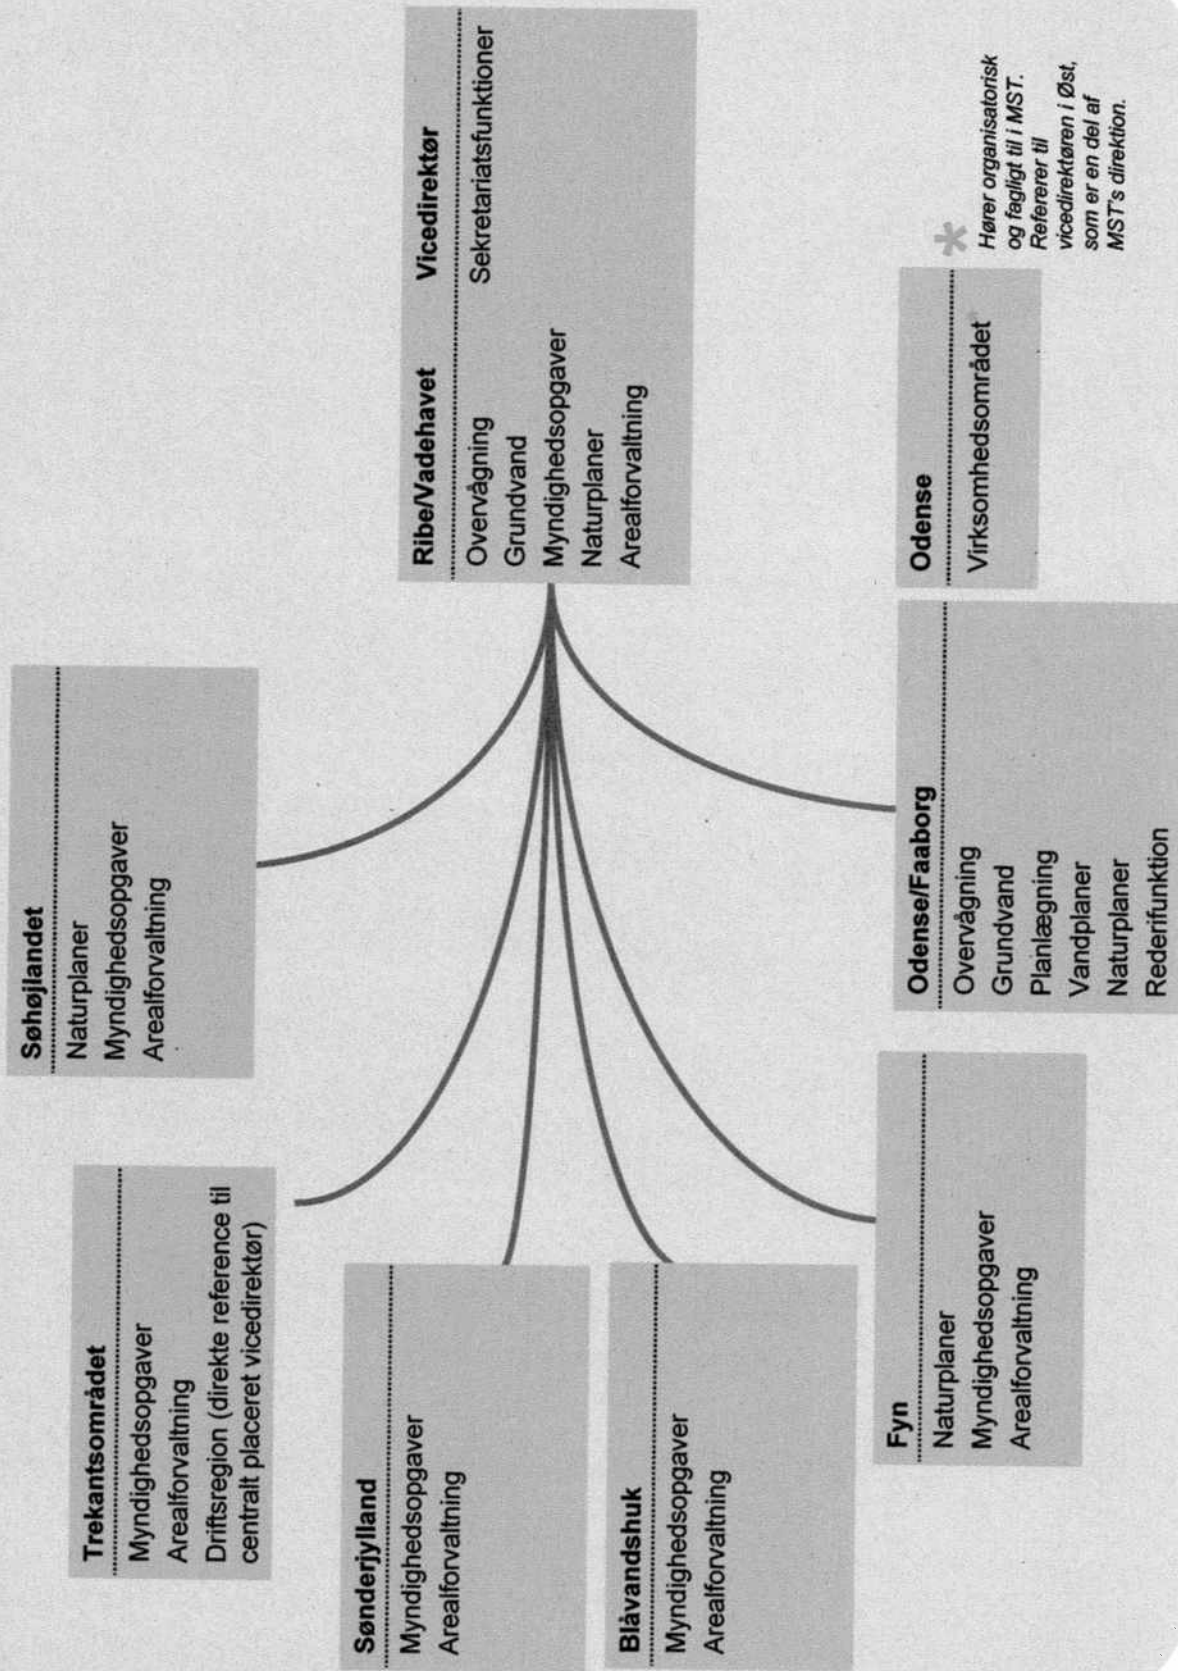 Søhøjlandet
Naturplaner
Myndighedsopgaver
Arealforvaltning
Trekantsområdet
Myndighedsopgaver
Arealforvaltning
Driftsregion (direkte reference til
centralt placeret vicedirektør)
Sønderjylland
Myndighedsopgaver
Arealforvaltning
Ribe/Vadehavet Vicedirektør
Overvågning Sekretariatsfunktioner
Grundvand
Myndighedsopgaver
Naturplaner
Arealforvaltning
Blåvandshuk
Myndighedsopgaver
Arealforvaltning
Fyn
Naturplaner
Myndighedsopgaver
Arealforvaltning
Odense/Faaborg
Overvågning
Grundvand
Planlægning
Vandplaner
Naturplaner
Rederifunktion
Odense
Virksomhedsområdet*
*
Hører organisatorisk
og fagligt til i MST.
Refererer til
vicedirektøren i Øst,
som er en del af
MST's direktion.